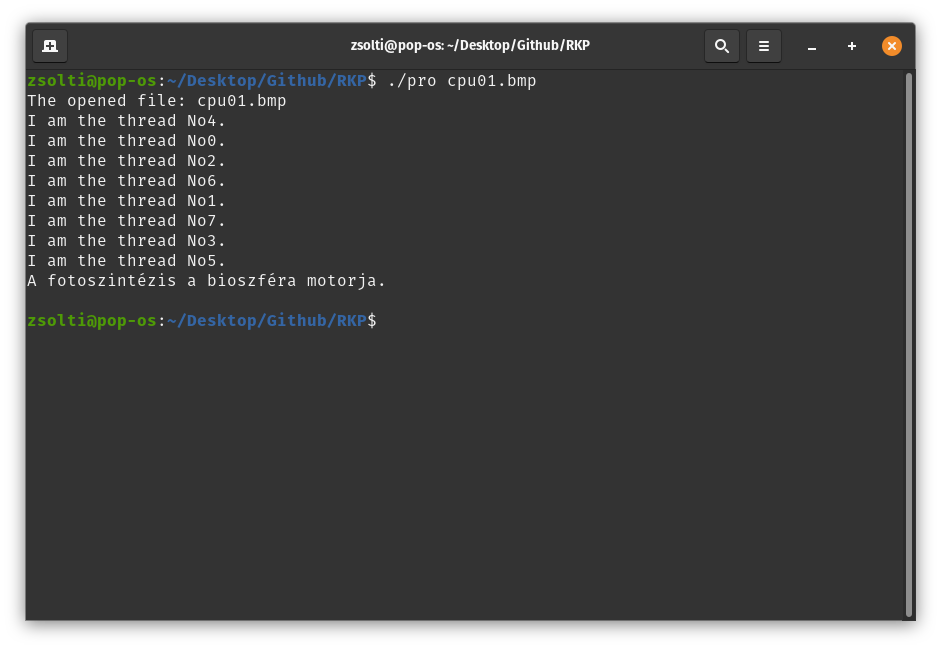 zsolti@pop-os: ~/Desktop/Github/RKP
zsolti@pop-os:~/Desktop/Github/RKP$ ./pro cpu01.bmp
The opened file: cpu01.bmp
I am the thread No4.
I am the thread No0.
I am the thread No2.
I am the thread No6.
I am the thread No1.
I am the thread No7.
I am the thread No3.
I am the thread No5.
A fotoszintézis a bioszféra motorja.
zsolti@pop-os:~/Desktop/Github/RKP$